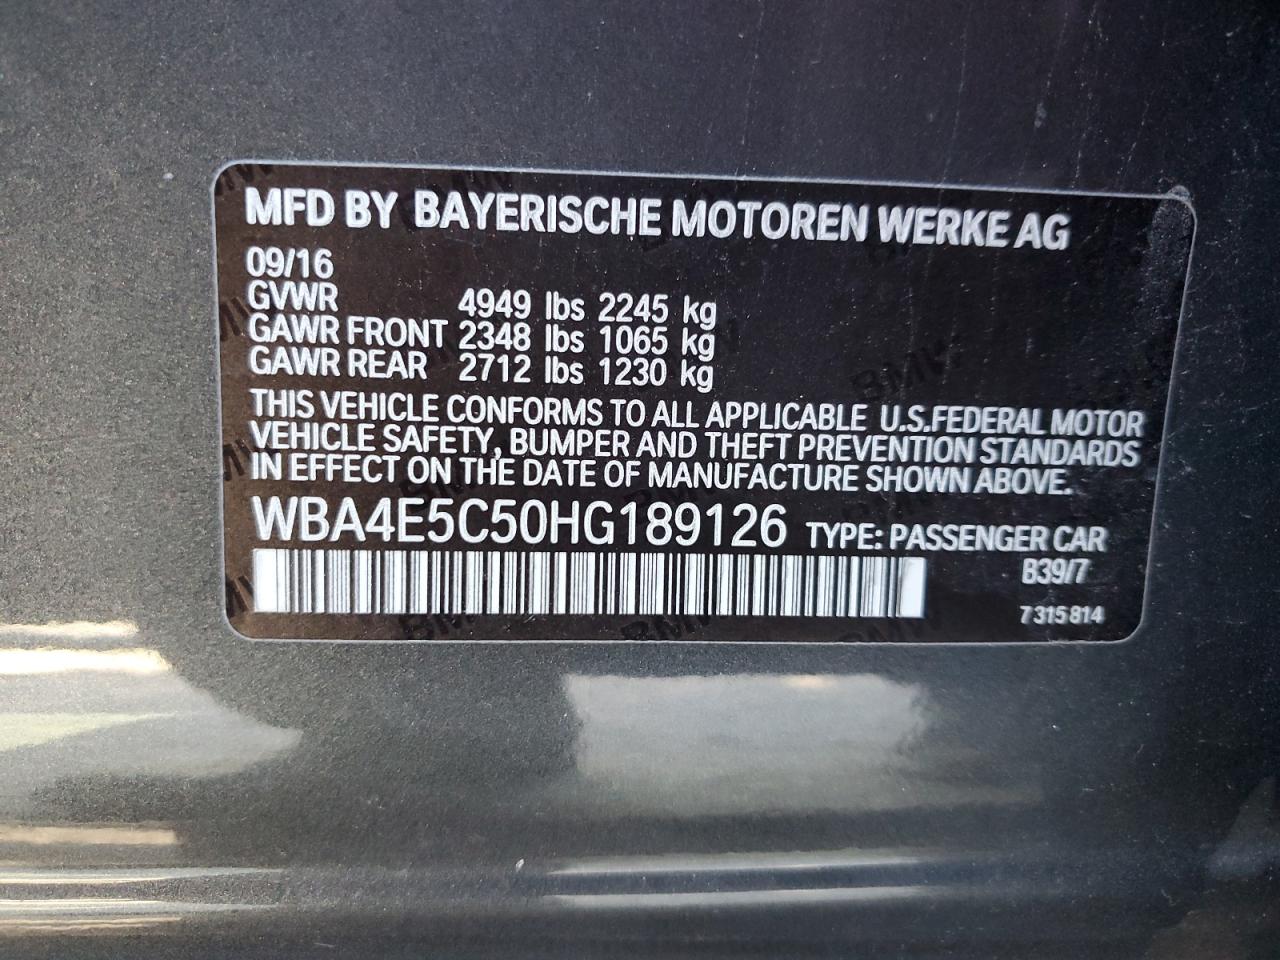 MFD BY BAYERISCHE MOTOREN WERKE AG
09/16
GVWR 4949 lbs 2245 kg
GAWR FRONT 2348 lbs 1065 kg
GAWR REAR 2712 lbs 1230 kg
THIS VEHICLE CONFORMS TO ALL APPLICABLE U.S.FEDERAL MOTOR
VEHICLE SAFETY, BUMPER AND THEFT PREVENTION STANDARDS
IN EFFECT ON THE DATE OF MANUFACTURE SHOWN ABOVE.
WBA4E5C50HG189126 TYPE: PASSENGER CAR
B39/7
7 315 814